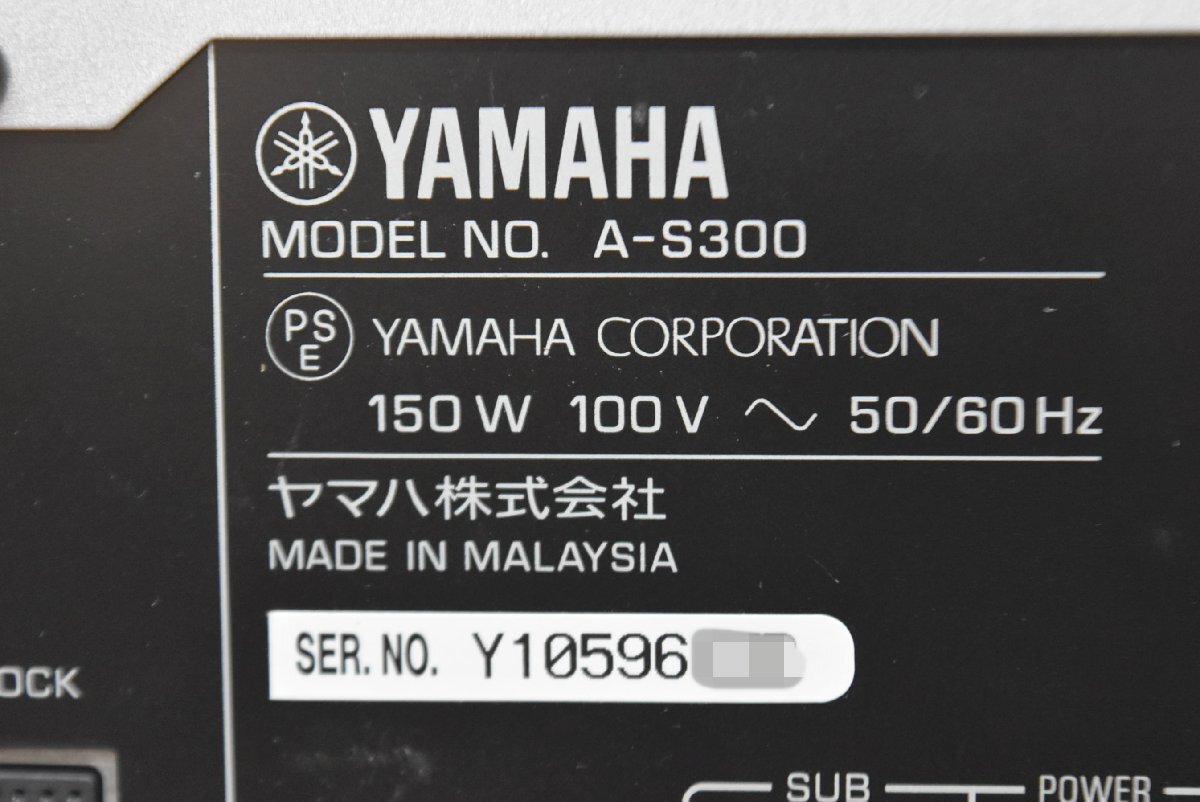 YAMAHA
MODEL NO. A-S300
PSE YAMAHA CORPORATION
150 W 100 V ~ 50/60 Hz
ヤマハ株式会社
MADE IN MALAYSIA
SER. NO. Y10596
OCK
SUB POWER